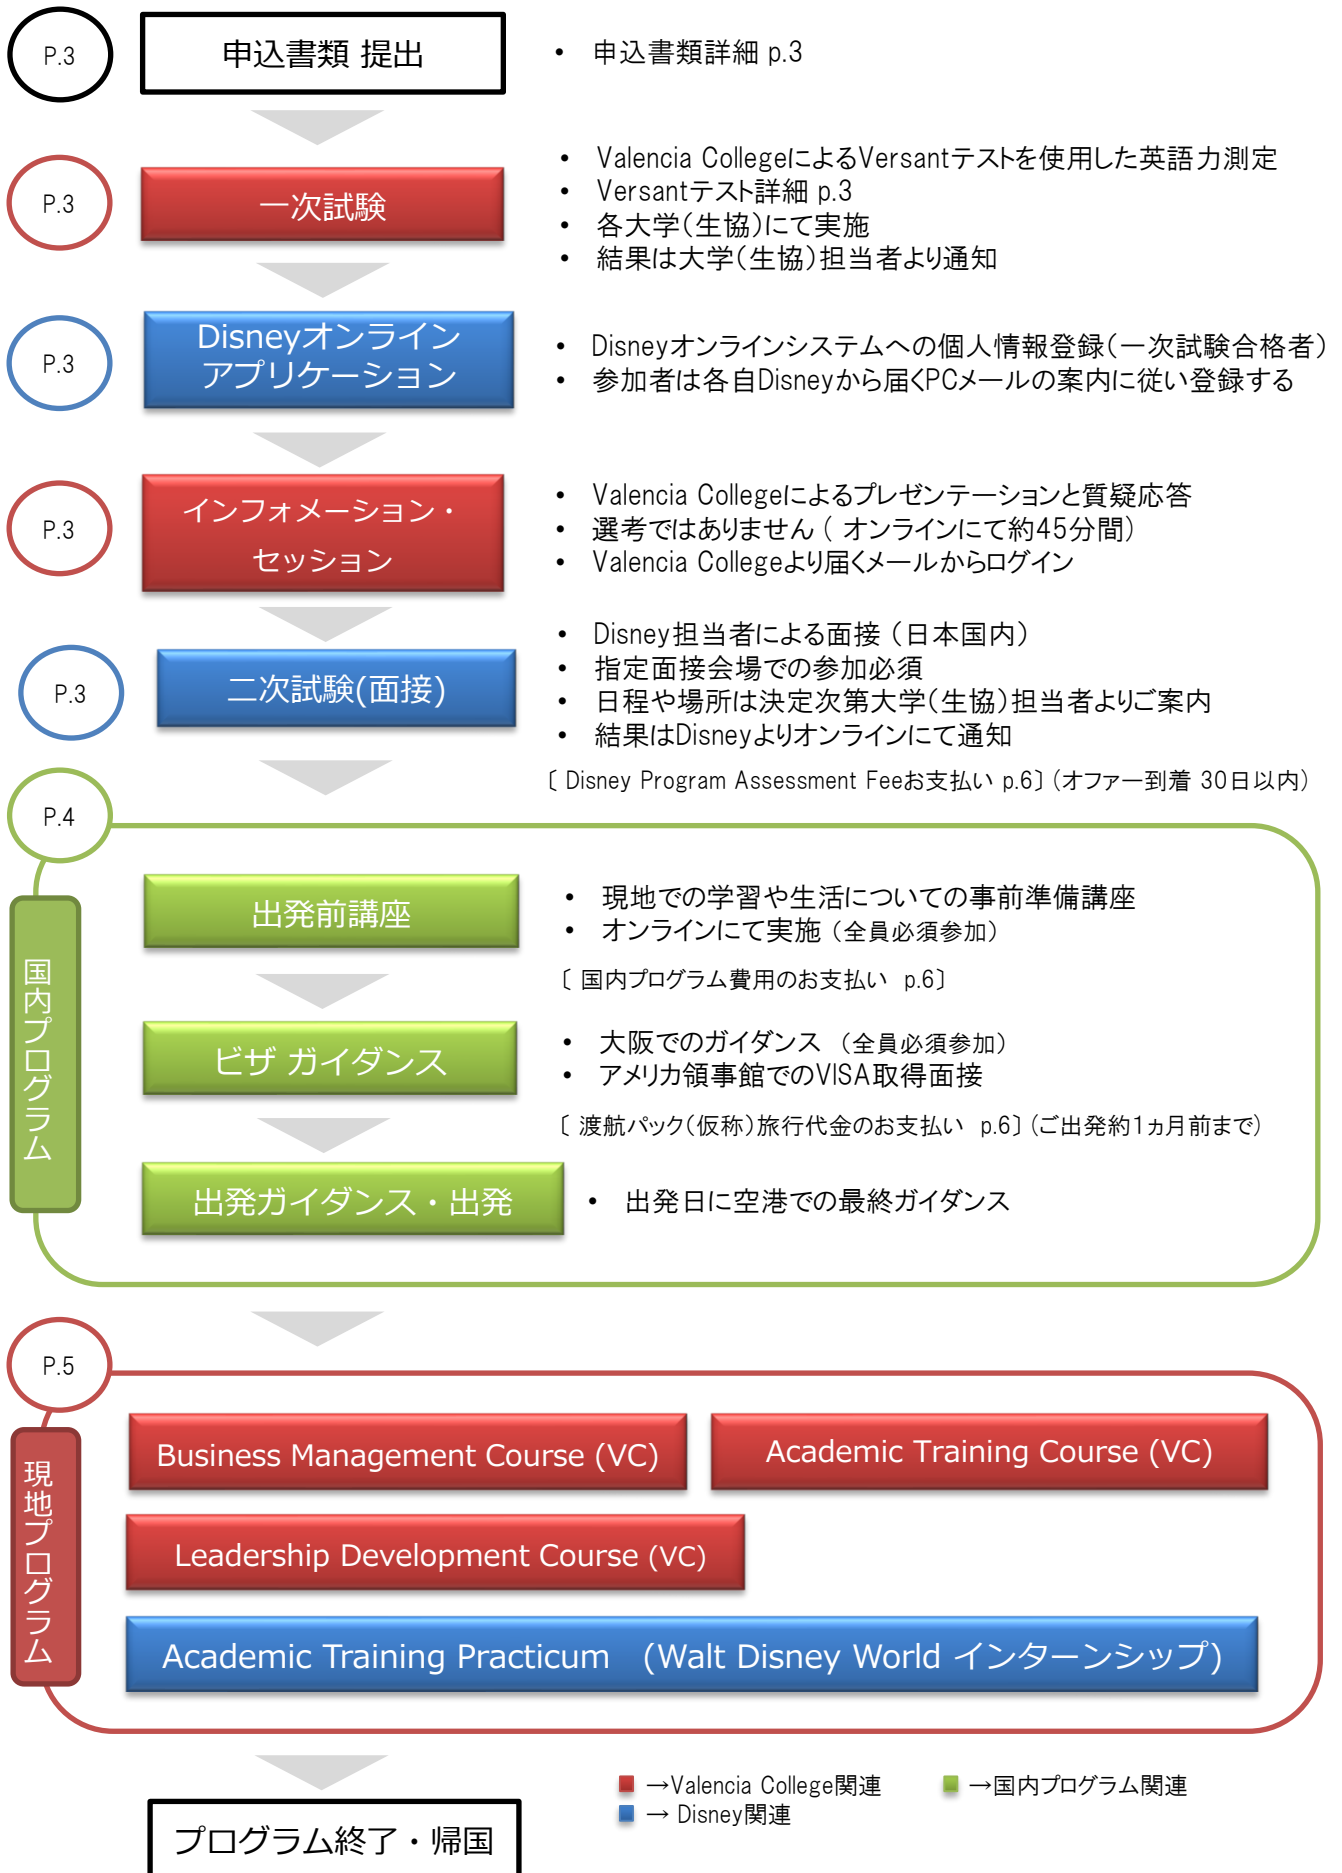 P.3
申込書類 提出
• 申込書類詳細 p.3
P.3
一次試験
• Valencia CollegeによるVersantテストを使用した英語力測定
• Versantテスト詳細 p.3
• 各大学（生協）にて実施
• 結果は大学（生協）担当者より通知
P.3
Disneyオンライン
アプリケーション
• Disneyオンラインシステムへの個人情報登録（一次試験合格者）
• 参加者は各自Disneyから届くPCメールの案内に従い登録する
P.3
インフォメーション・
セッション
• Valencia Collegeによるプレゼンテーションと質疑応答
• 選考ではありません（ オンラインにて約45分間）
• Valencia Collegeより届くメールからログイン
P.3
二次試験(面接)
• Disney担当者による面接（日本国内）
• 指定面接会場での参加必須
• 日程や場所は決定次第大学（生協）担当者よりご案内
• 結果はDisneyよりオンラインにて通知
〔 Disney Program Assessment Feeお支払い p.6〕（オファー到着 30日以内）
P.4
国内プログラム
出発前講座
• 現地での学習や生活についての事前準備講座
• オンラインにて実施（全員必須参加）
〔 国内プログラム費用のお支払い p.6〕
ビザ ガイダンス
• 大阪でのガイダンス （全員必須参加）
• アメリカ領事館でのVISA取得面接
〔 渡航パック（仮称）旅行代金のお支払い p.6〕（ご出発約1ヵ月前まで）
出発ガイダンス・出発
• 出発日に空港での最終ガイダンス
P.5
現地プログラム
Business Management Course (VC)
Academic Training Course (VC)
Leadership Development Course (VC)
Academic Training Practicum (Walt Disney World インターンシップ)
→Valencia College関連
→国内プログラム関連
→ Disney関連
プログラム終了・帰国